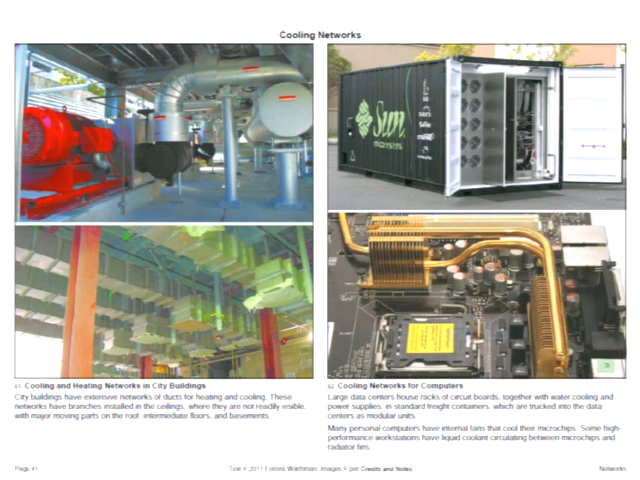 Cooling Networks
Sun
microsystems
61 Cooling and Heating Networks in City Buildings
City buildings have extensive networks of ducts for heating and cooling. These
networks have branches installed in the ceilings, where they are not readily visible,
with major moving parts on the roof, intermediate floors, and basements.
62 Cooling Networks for Computers
Large data centers house racks of circuit boards, together with water cooling and
power supplies, in standard freight containers, which are trucked into the data
centers as modular units.
Many personal computers have internal fans that cool their microchips. Some high-
performance workstations have liquid coolant circulating between microchips and
radiator fins.
Page 41
Text © 2011 Forrest Warthman. Images © per Credits and Notes
Networks